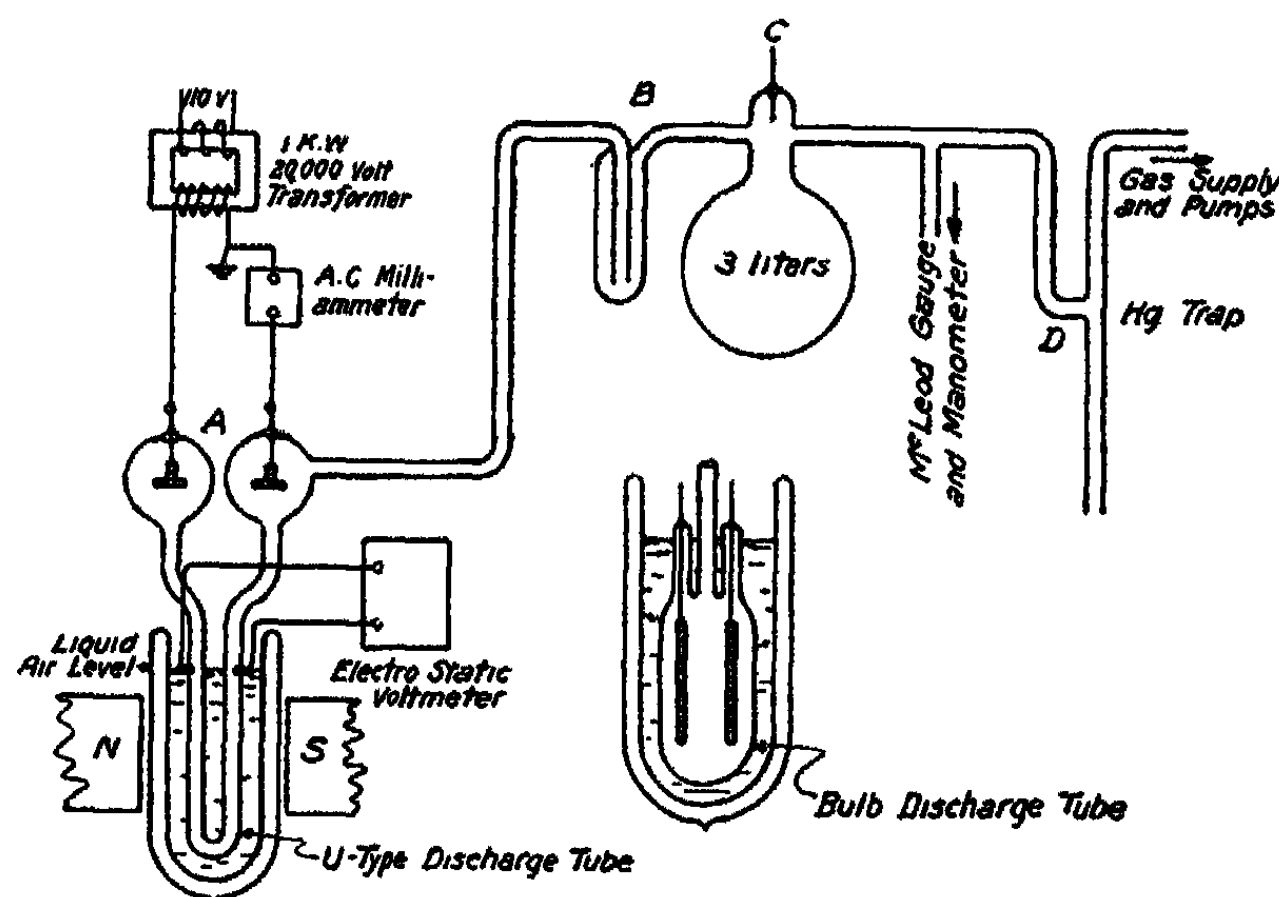 110 V
1 K.W
20,000 Volt
Transformer
A.C Milli-
ammeter
A
B
C
3 liters
McLeod Gauge
and Manometer
D
Gas Supply
and Pumps
Hg Trap
Liquid
Air Level
Electro Static
Voltmeter
N
S
U-Type Discharge Tube
Bulb Discharge Tube